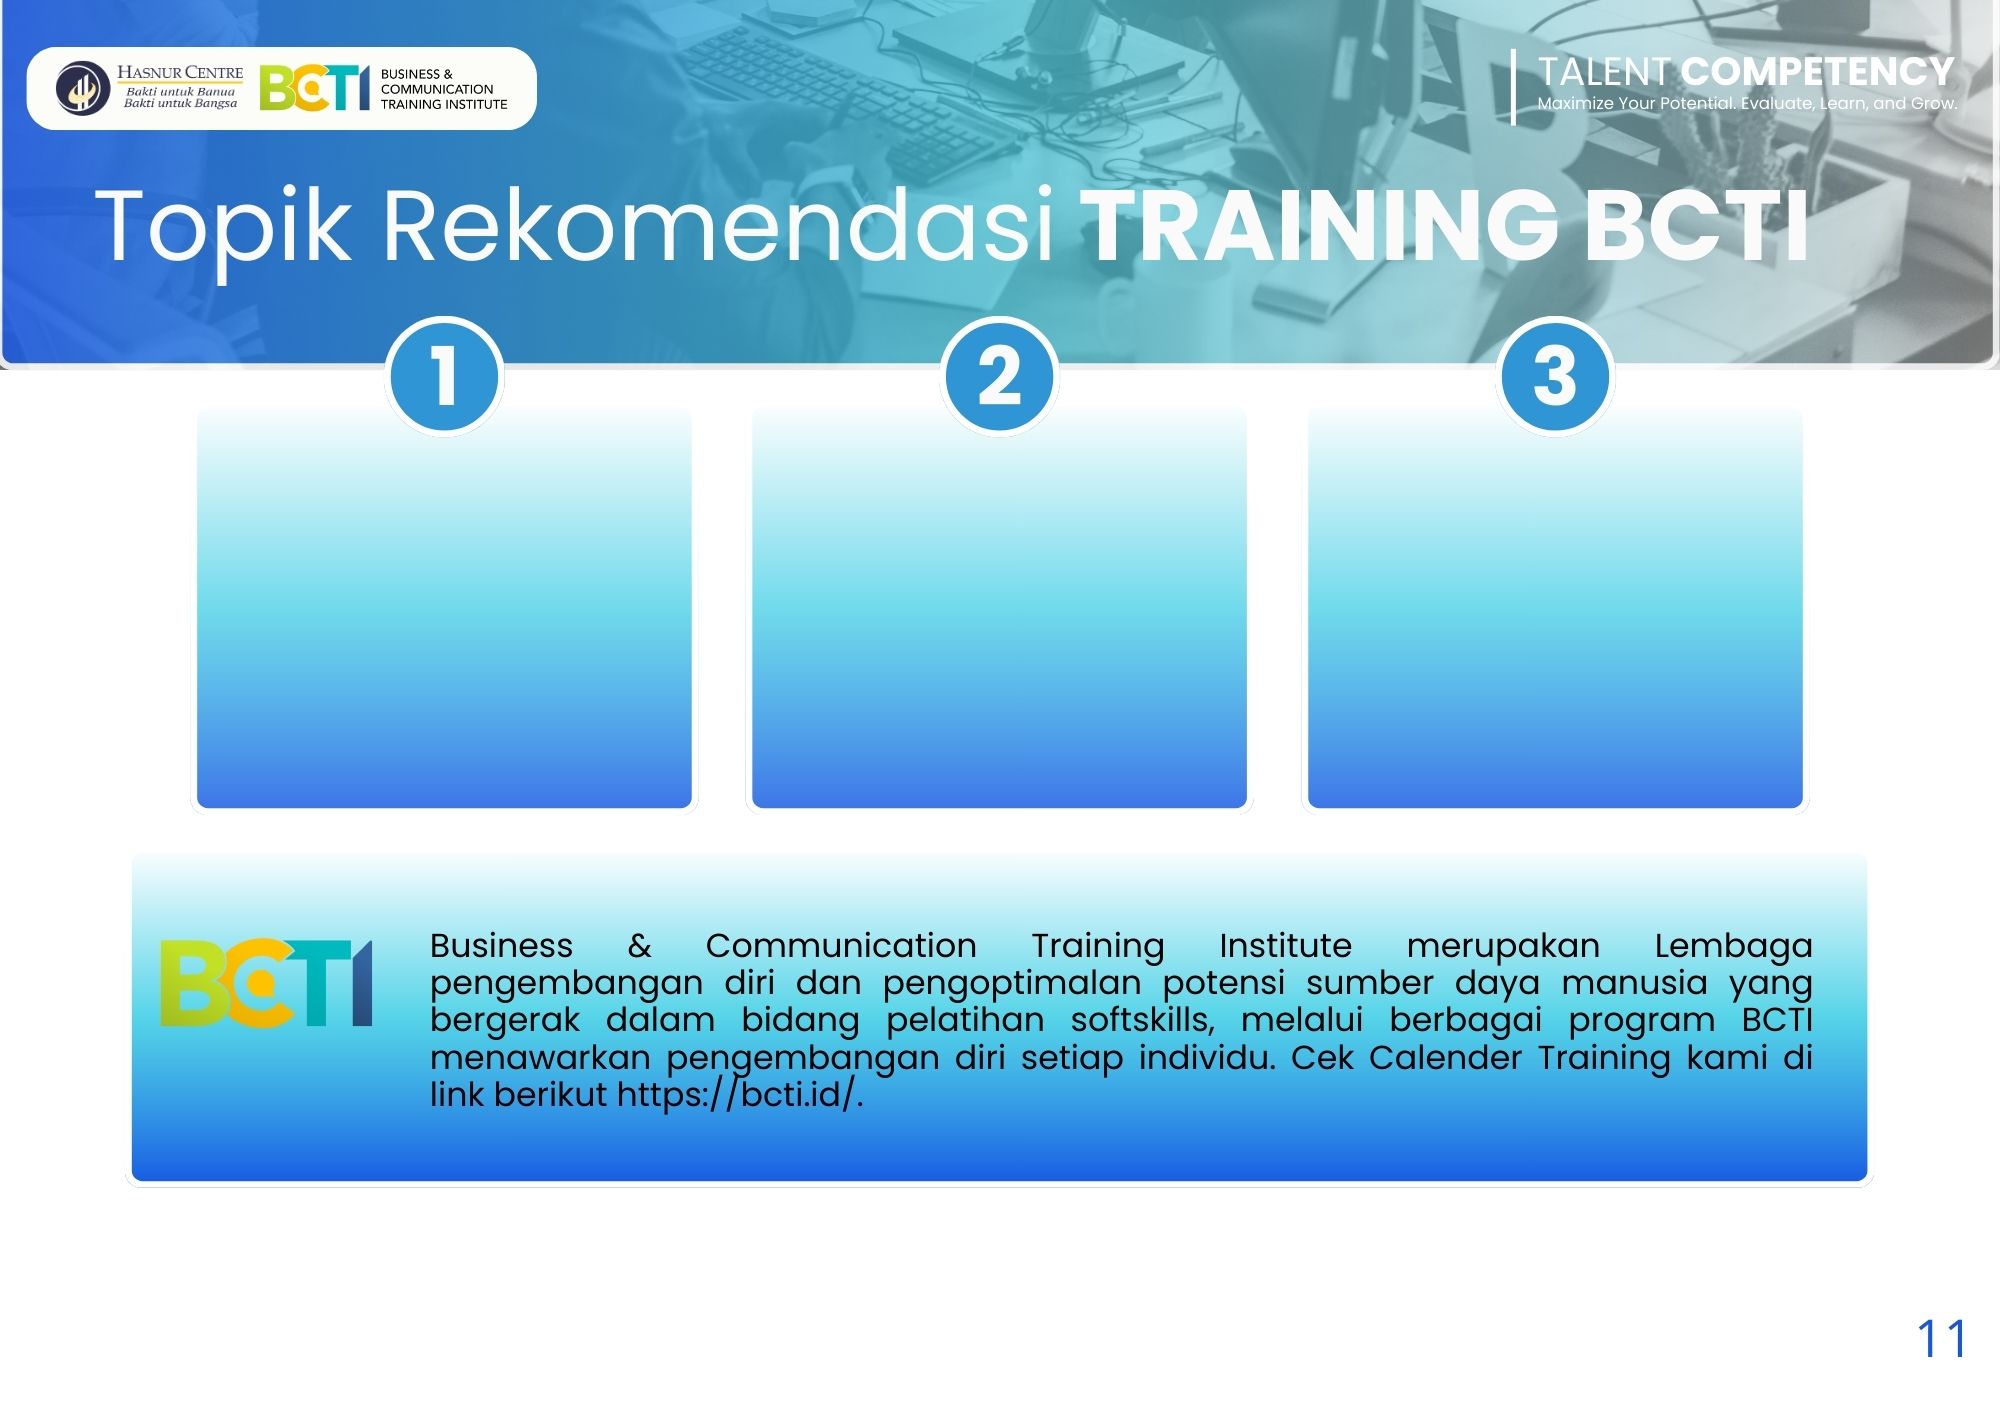 HASNUR CENTRE
Bakti untuk Banua
Bakti untuk Bangsa
BCTI
BUSINESS &
COMMUNICATION
TRAINING INSTITUTE
TALENT COMPETENCY
Maximize Your Potential. Evaluate, Learn, and Grow.
Topik Rekomendasi TRAINING BCTI
1
2
3
BCTI
Business & Communication Training Institute merupakan Lembaga
pengembangan diri dan pengoptimalan potensi sumber daya manusia yang
bergerak dalam bidang pelatihan softskills, melalui berbagai program BCTI
menawarkan pengembangan diri setiap individu. Cek Calender Training kami di
link berikut https://bcti.id/.
11